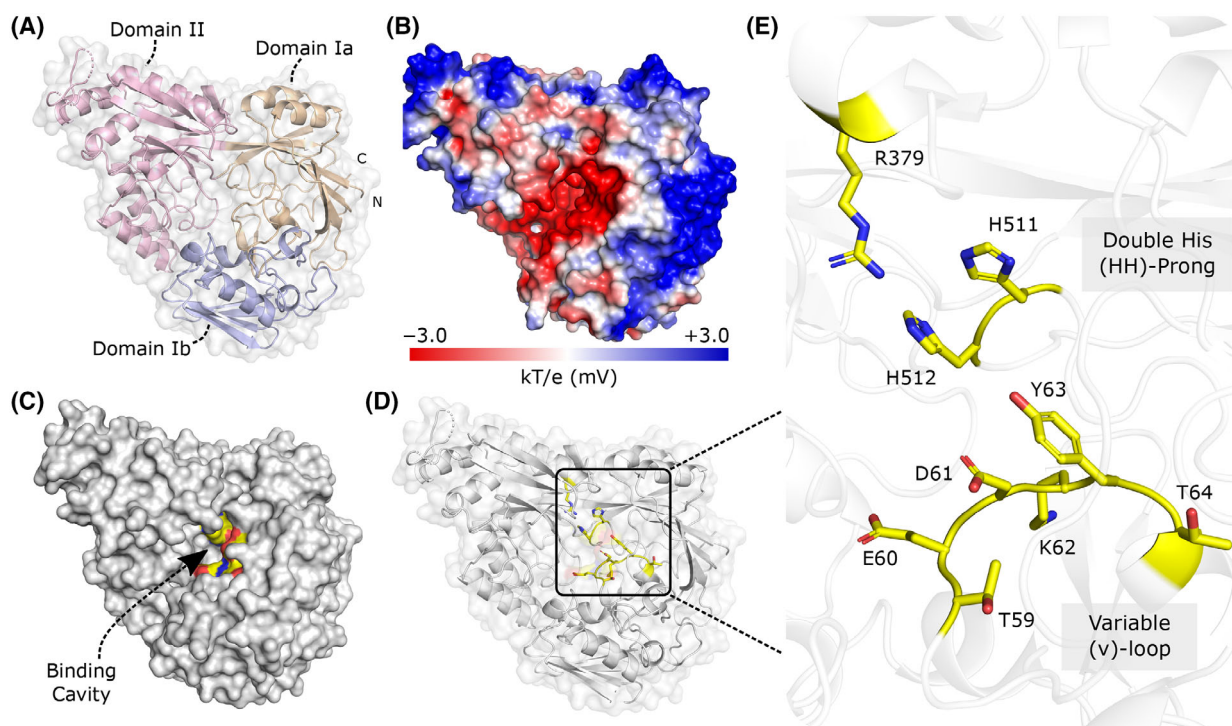 (A)
Domain II
Domain Ia
C
N
Domain Ib
(B)
−3.0
+3.0
kT/e (mV)
(C)
Binding
Cavity
(D)
(E)
R379
H511
Double His
(HH)-Prong
H512
Y63
D61
T64
E60
K62
T59
Variable
(v)-loop